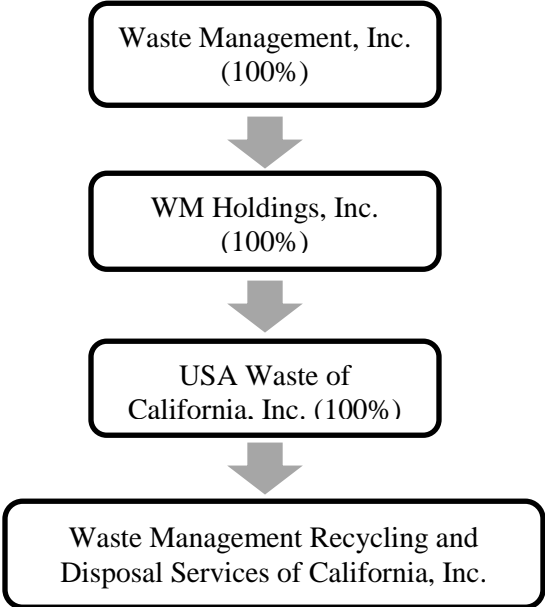 Waste Management, Inc.
(100%)
WM Holdings, Inc.
(100%)
USA Waste of
California, Inc. (100%)
Waste Management Recycling and
Disposal Services of California, Inc.